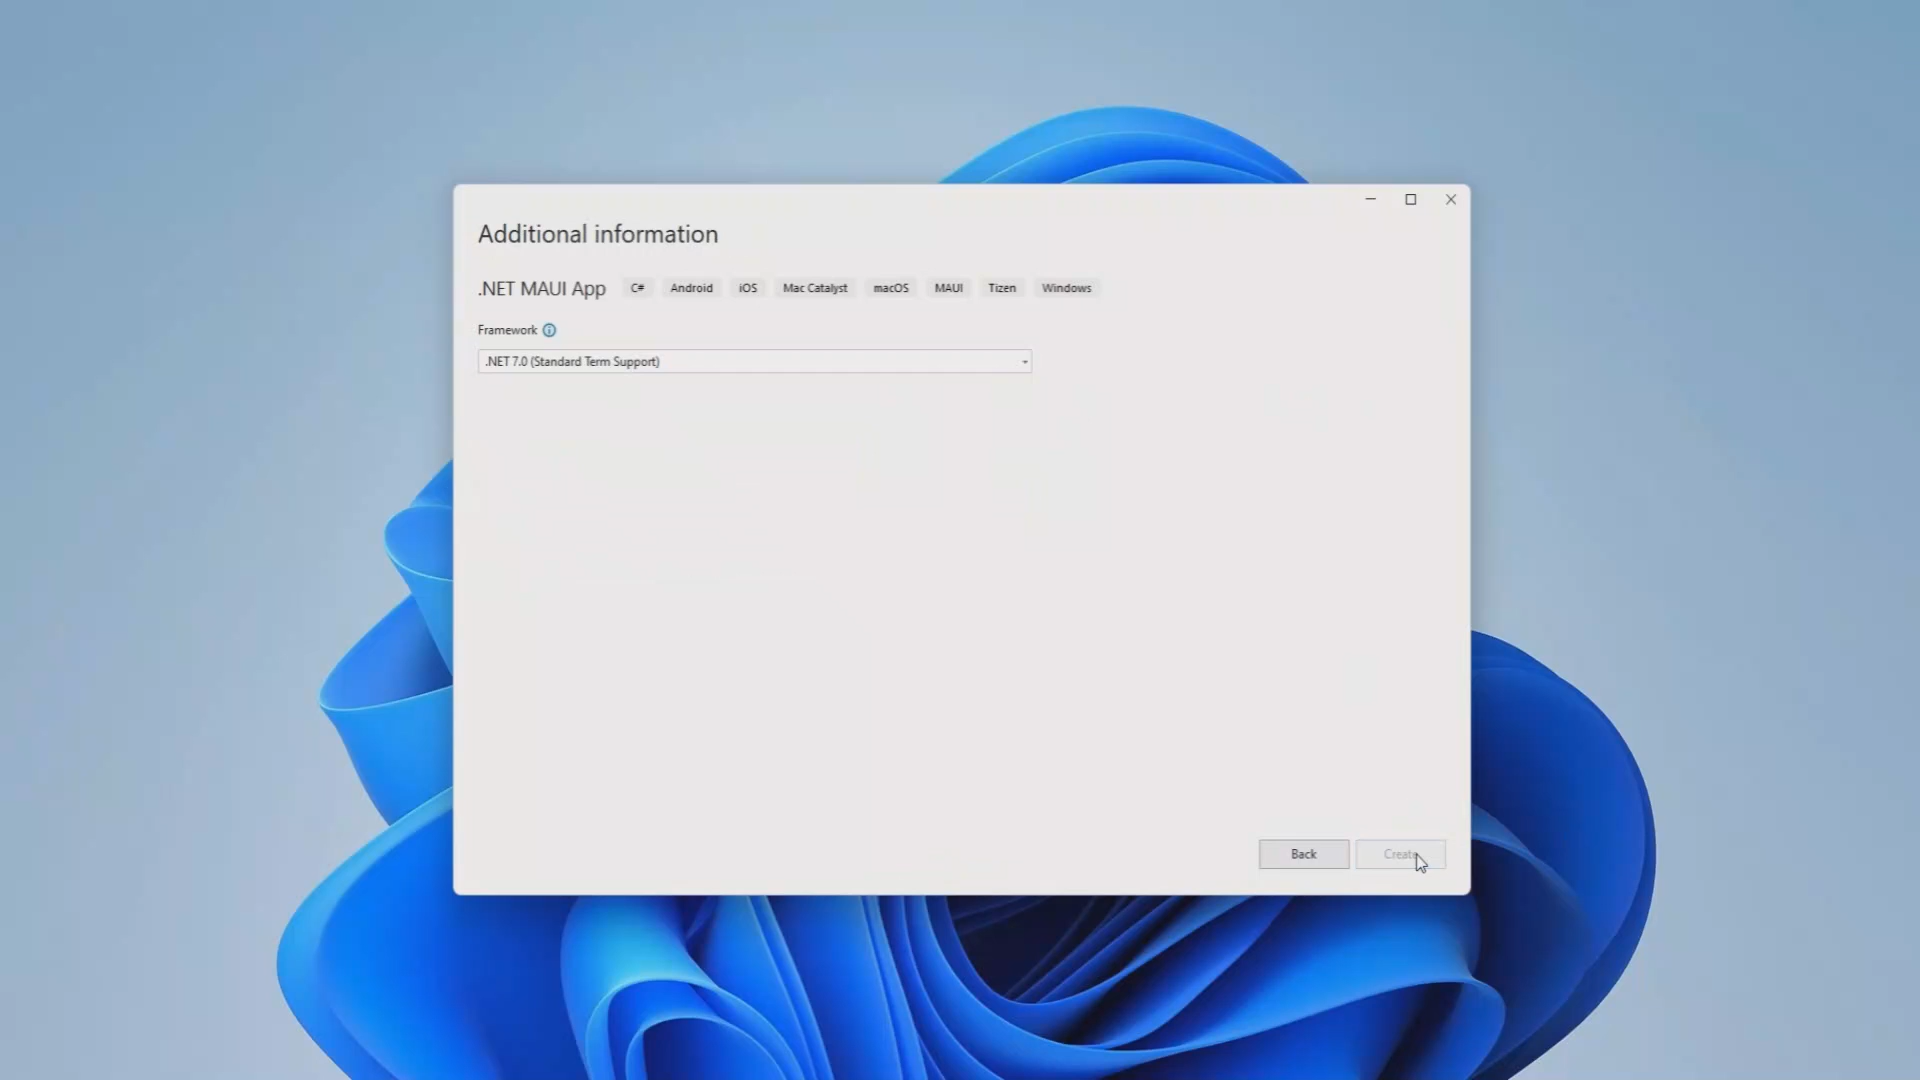 Additional information
.NET MAUI App C# Android iOS Mac Catalyst macOS MAUI Tizen Windows
Framework
.NET 7.0 (Standard Term Support)
Back Create